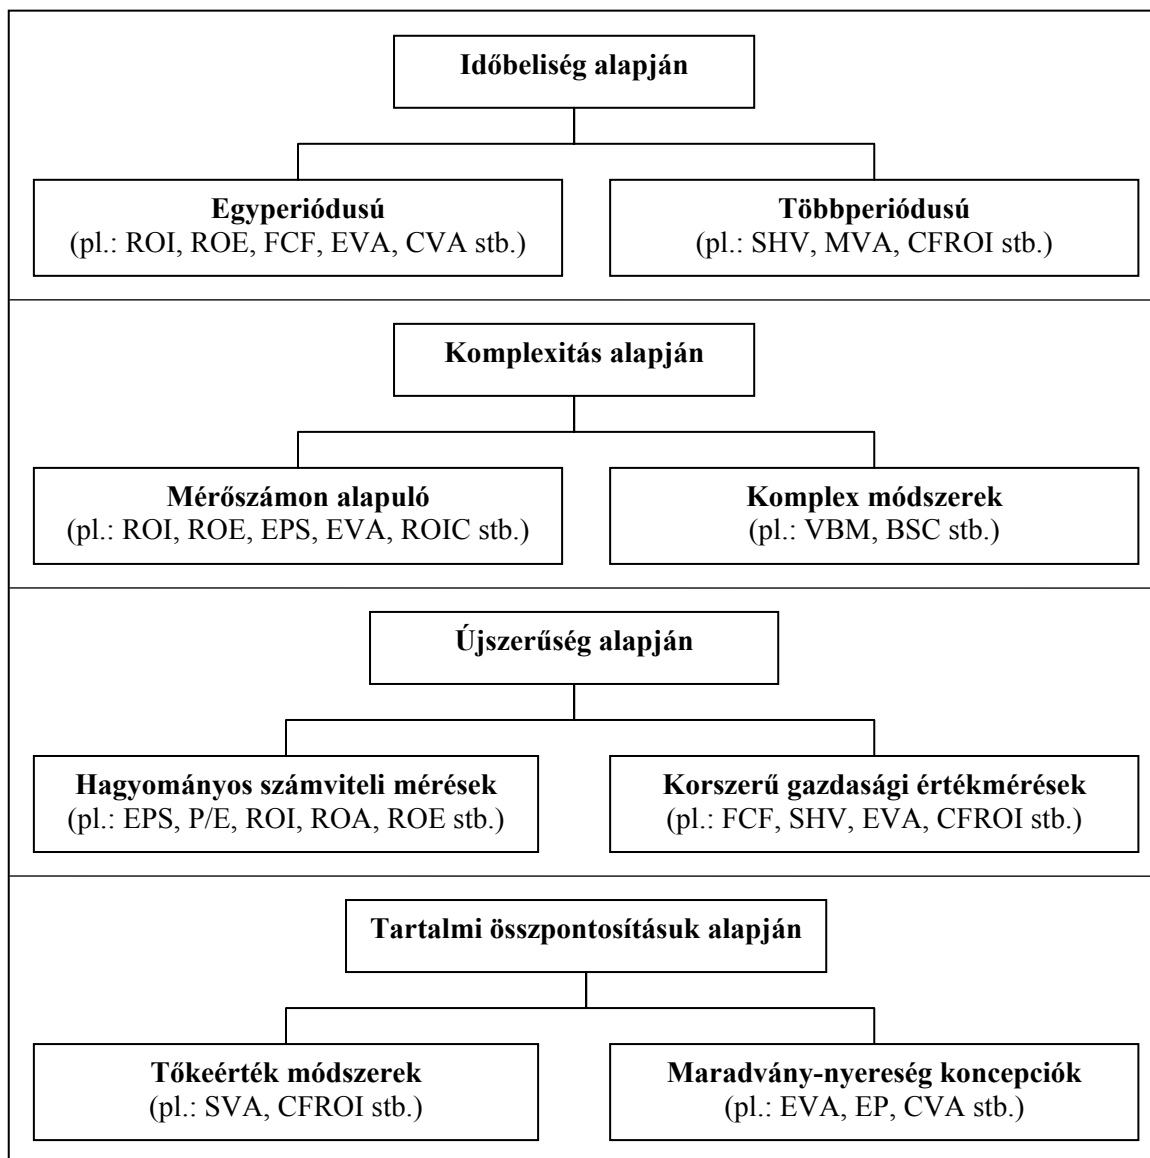 Időbeliség alapján
Egyperiódusú
(pl.: ROI, ROE, FCF, EVA, CVA stb.)
Többperiódusú
(pl.: SHV, MVA, CFROI stb.)
Komplexitás alapján
Mérőszámon alapuló
(pl.: ROI, ROE, EPS, EVA, ROIC stb.)
Komplex módszerek
(pl.: VBM, BSC stb.)
Újszerűség alapján
Hagyományos számviteli mérések
(pl.: EPS, P/E, ROI, ROA, ROE stb.)
Korszerű gazdasági értékmérések
(pl.: FCF, SHV, EVA, CFROI stb.)
Tartalmi összpontosításuk alapján
Tőkeérték módszerek
(pl.: SVA, CFROI stb.)
Maradvány-nyereség koncepciók
(pl.: EVA, EP, CVA stb.)